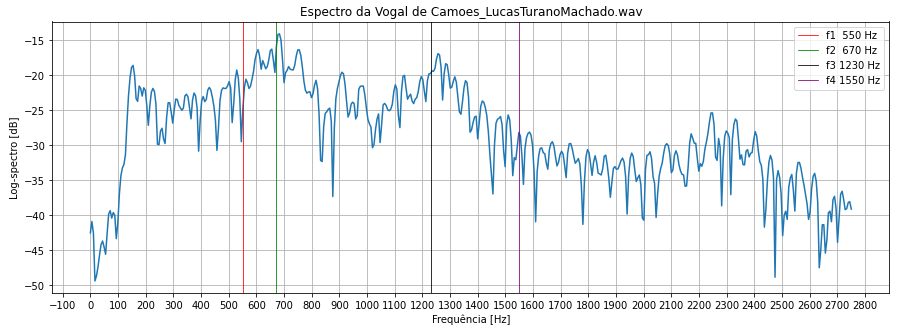 Espectro da Vogal de Camoes_LucasTuranoMachado.wav
Log-spectro [dB]
−15
−20
−25
−30
−35
−40
−45
−50
f1 550 Hz
f2 670 Hz
f3 1230 Hz
f4 1550 Hz
−100 0 100 200 300 400 500 600 700 800 900 1000 1100 1200 1300 1400 1500 1600 1700 1800 1900 2000 2100 2200 2300 2400 2500 2600 2700 2800
Frequência [Hz]